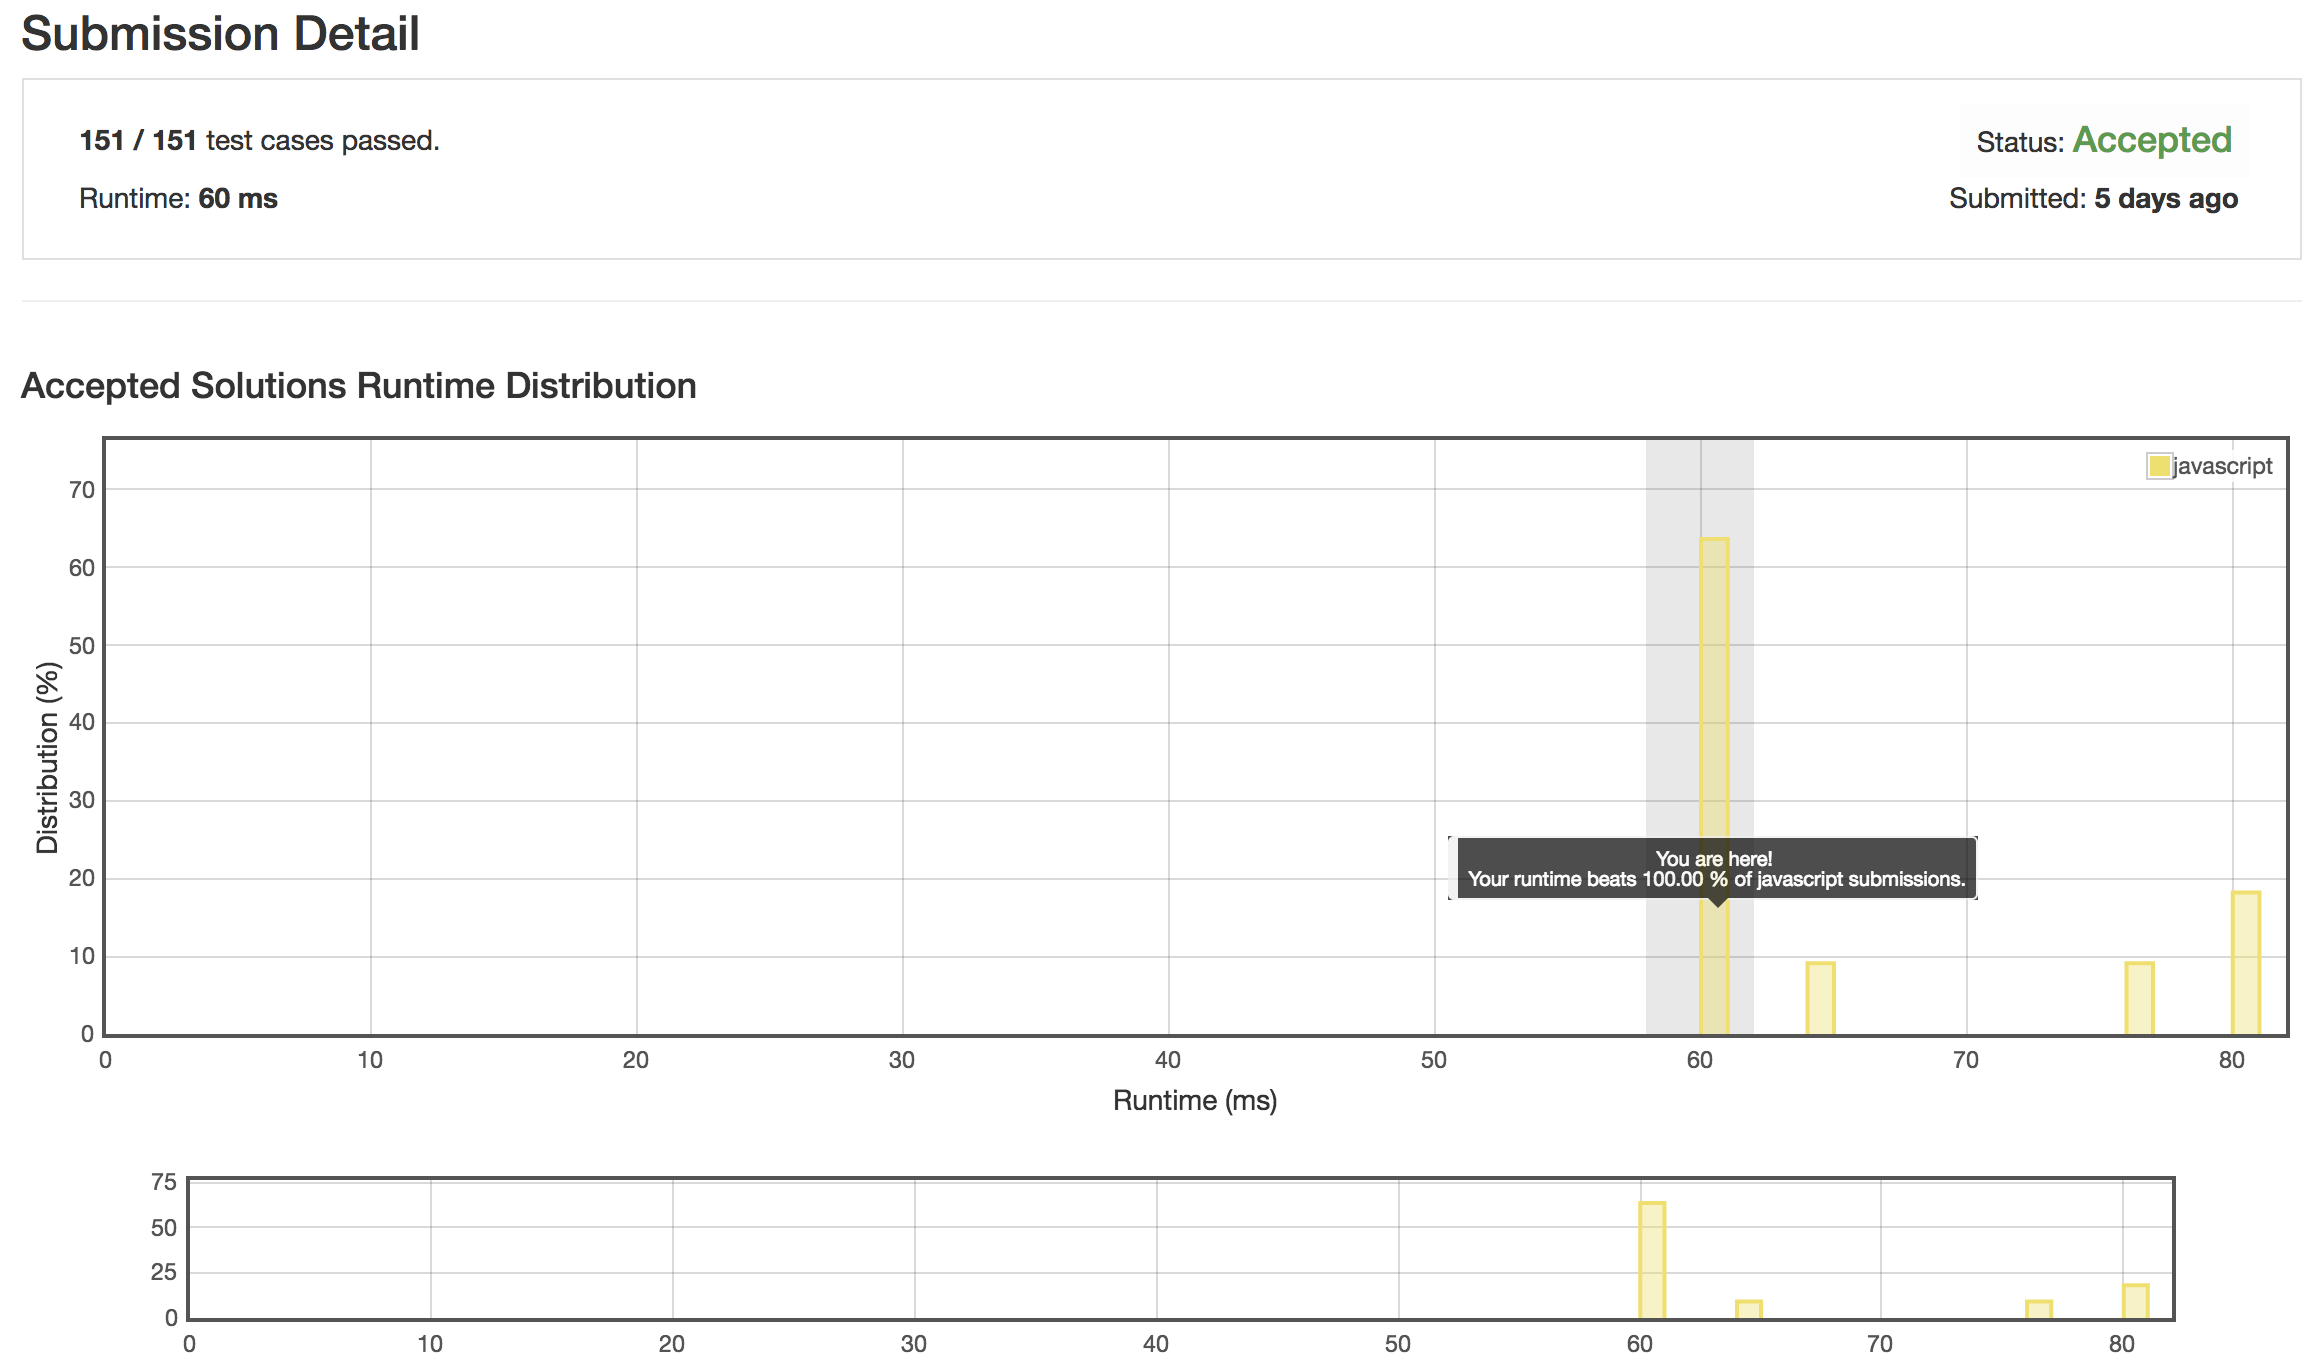 Submission Detail
151 / 151 test cases passed.
Status: Accepted
Runtime: 60 ms
Submitted: 5 days ago
Accepted Solutions Runtime Distribution
javascript
70
60
50
40
30
20
10
0
Distribution (%)
You are here!
Your runtime beats 100.00 % of javascript submissions.
0 10 20 30 40 50 60 70 80
Runtime (ms)
75
50
25
0
0 10 20 30 40 50 60 70 80